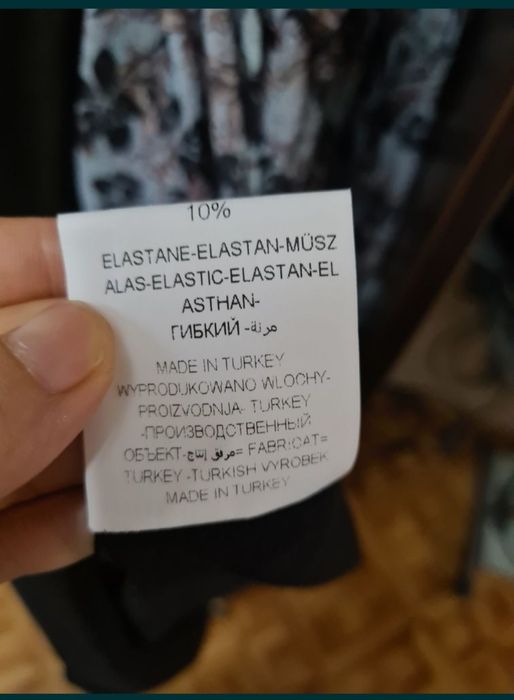 10%
ELASTANE-ELASTAN-MÜSZ
ALAS-ELASTIC-ELASTAN-EL
ASTHAN-
ГИБКИЙ -مرنة
MADE IN TURKEY
WYPRODUKOWANO WLOCHY-
PROIZVODNJA- TURKEY
-ПРОИЗВОДСТВЕННЫЙ
ОБЪЕКТ-مرفق إنتاج= FABRICAT=
TURKEY -TURKISH VYROBEK
MADE IN TURKEY